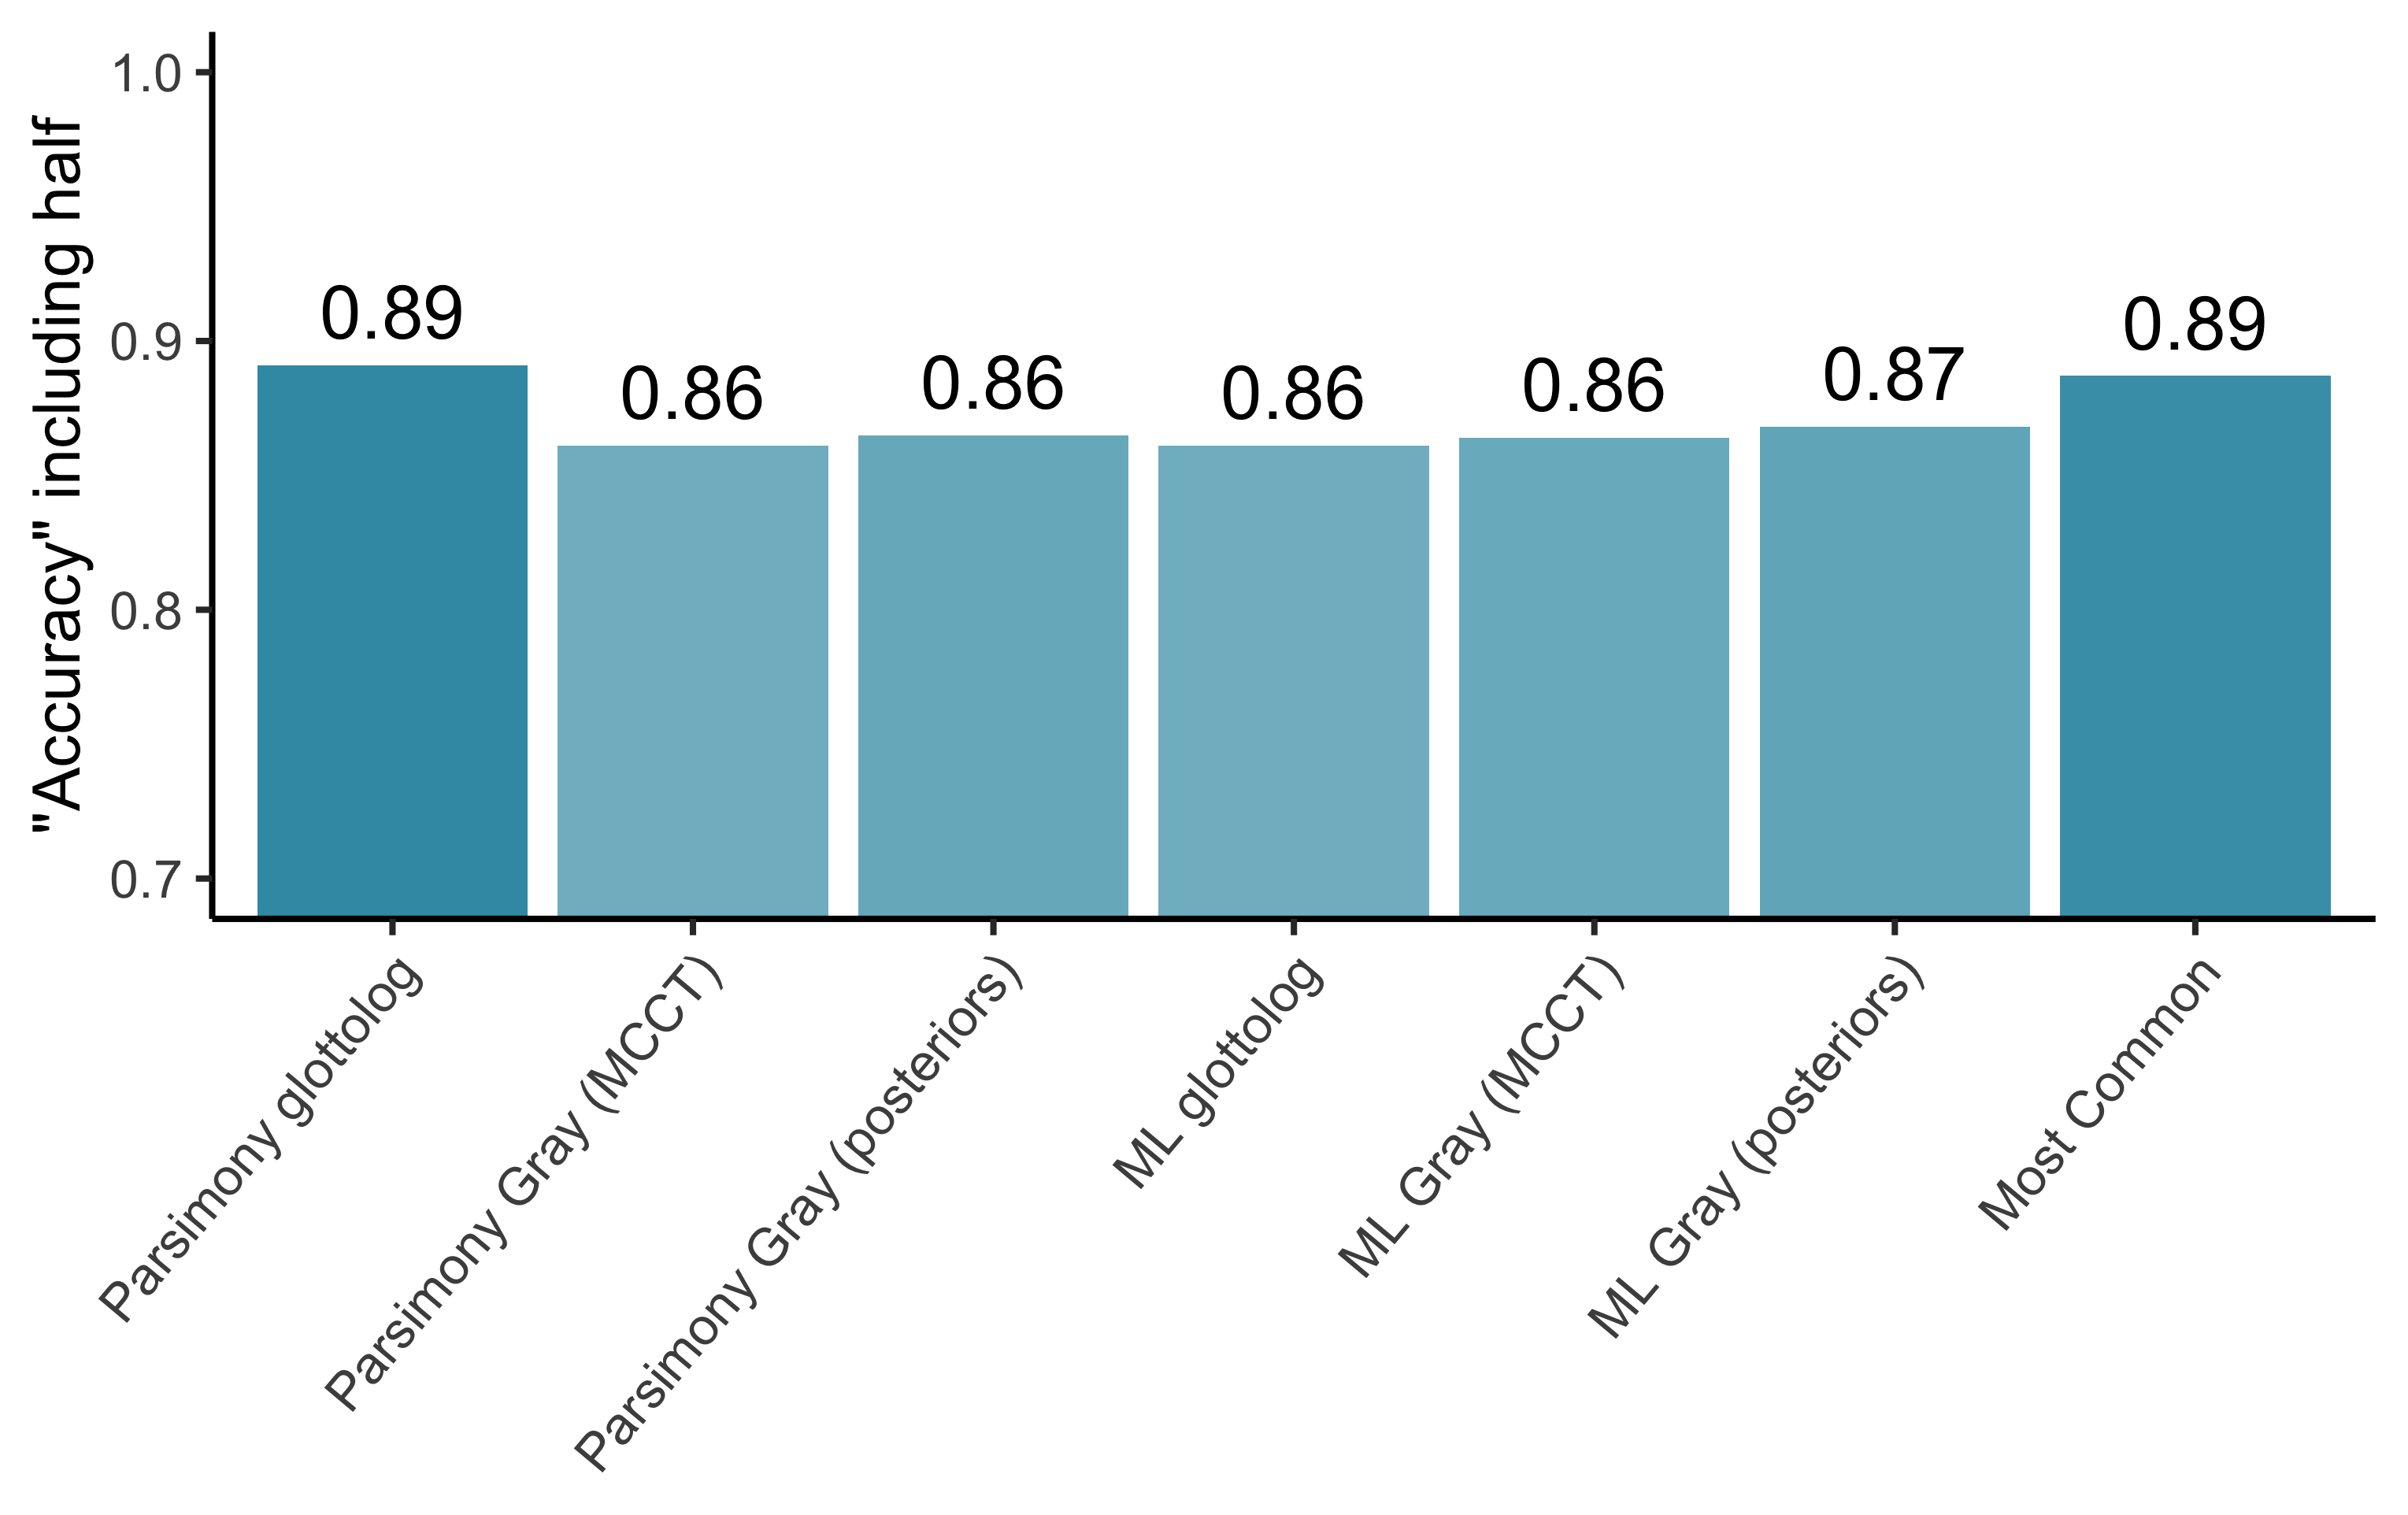 "Accuracy" including half
1.0
0.9
0.8
0.7
0.89
0.86
0.86
0.86
0.86
0.87
0.89
Parsimony glottolog
Parsimony Gray (MCCT)
Parsimony Gray (posteriors)
ML glottolog
ML Gray (MCCT)
ML Gray (posteriors)
Most Common